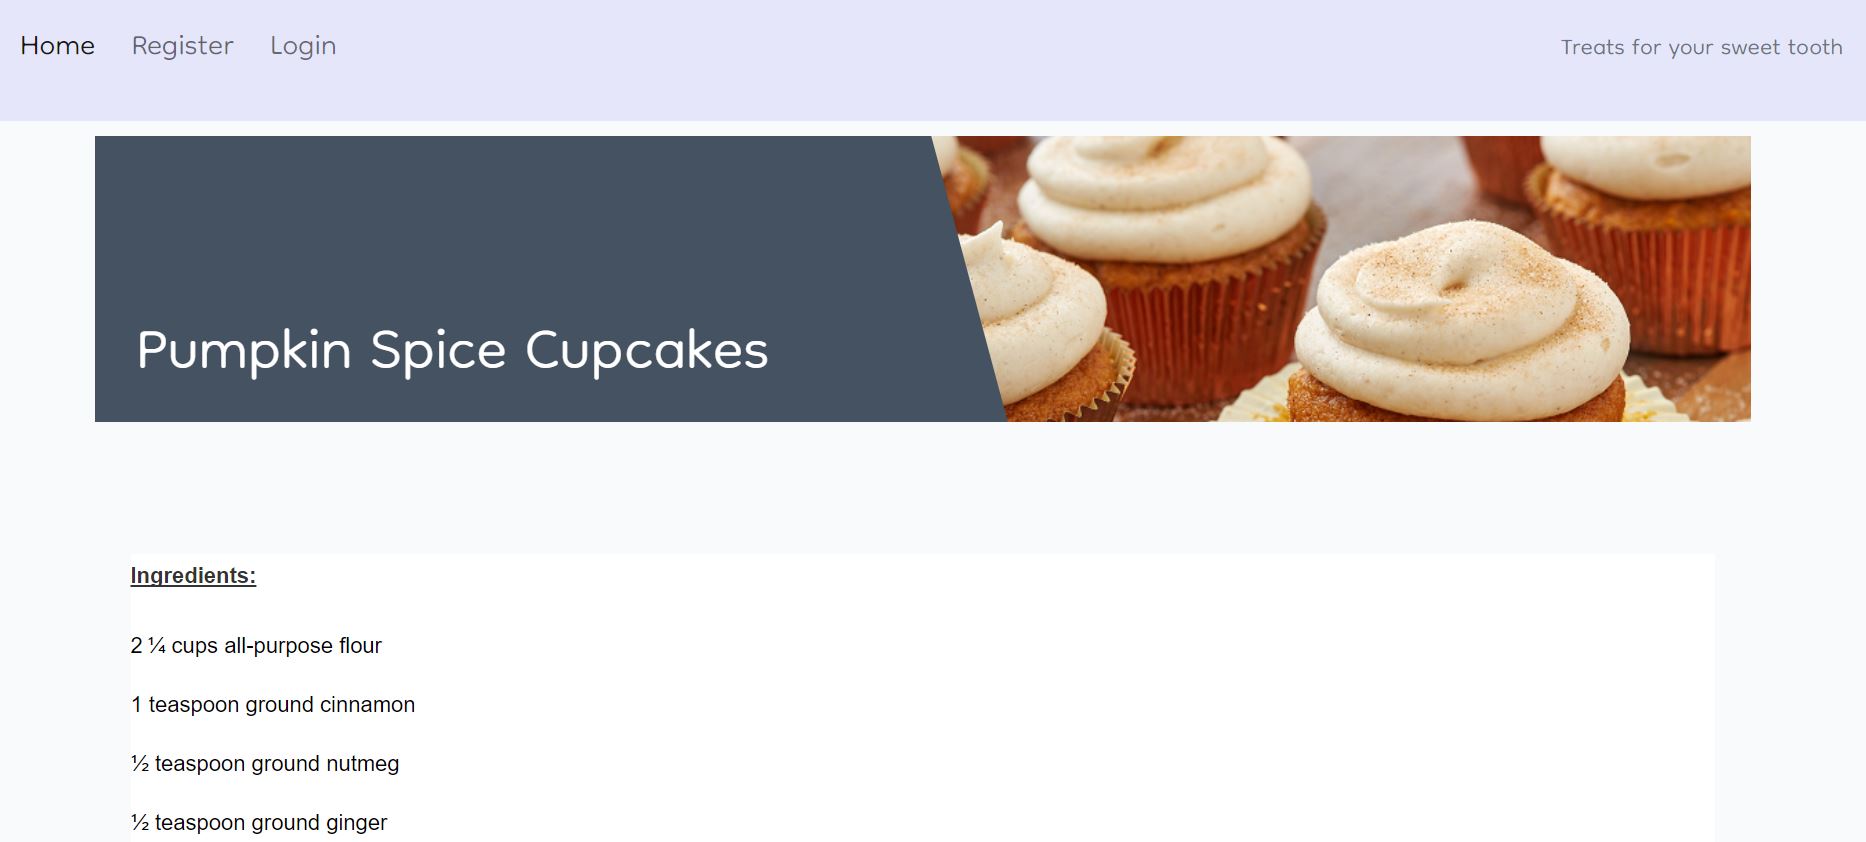 Home Register Login Treats for your sweet tooth
Pumpkin Spice Cupcakes
Ingredients:
2 ¼ cups all-purpose flour
1 teaspoon ground cinnamon
½ teaspoon ground nutmeg
½ teaspoon ground ginger